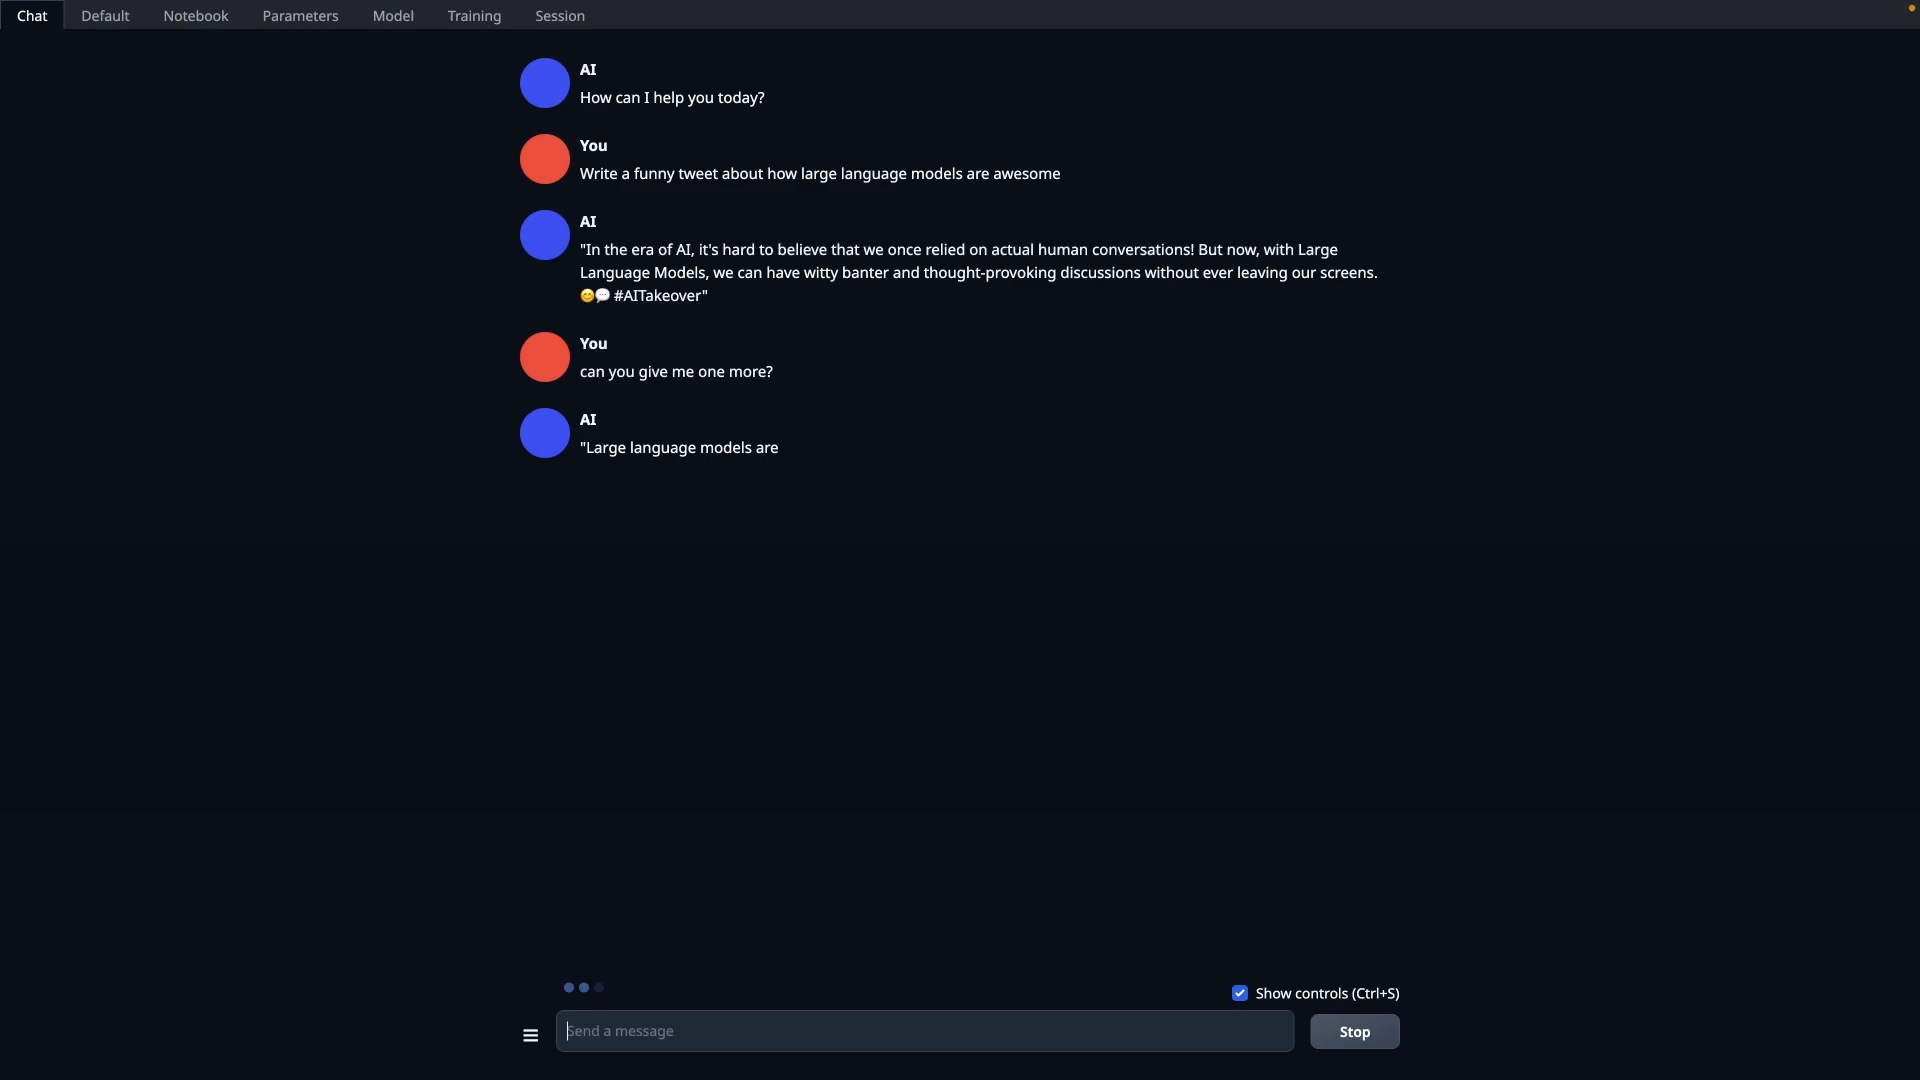 Chat Default Notebook Parameters Model Training Session
AI
How can I help you today?
You
Write a funny tweet about how large language models are awesome
AI
"In the era of AI, it's hard to believe that we once relied on actual human conversations! But now, with Large
Language Models, we can have witty banter and thought-provoking discussions without ever leaving our screens.
😊💬 #AITakeover"
You
can you give me one more?
AI
"Large language models are
Show controls (Ctrl+S)
Send a message
Stop